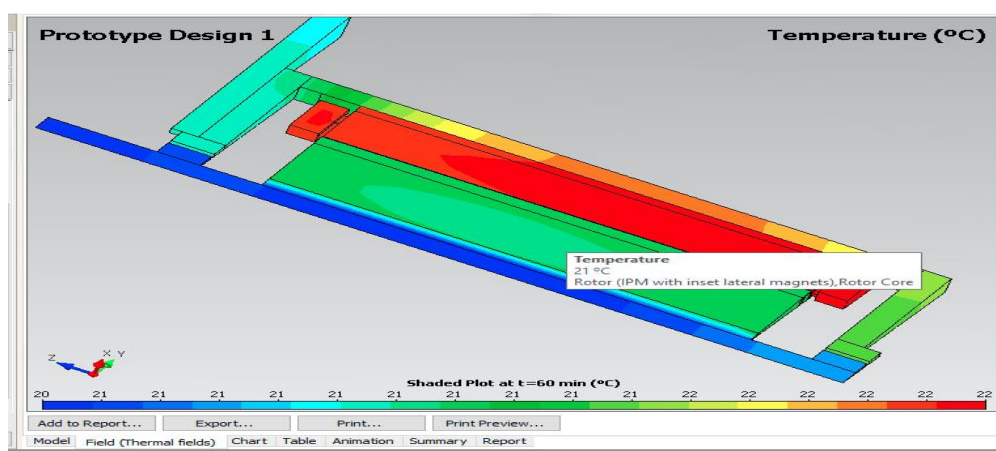 Prototype Design 1
Temperature (ºC)
Temperature
21 ºC
Rotor (IPM with inset lateral magnets),Rotor Core
Z X Y
Shaded Plot at t=60 min (ºC)
20 21 21 21 21 21 21 21 21 21 21 22 22 22 22 22 22
Add to Report... Export... Print... Print Preview...
Model Field (Thermal fields) Chart Table Animation Summary Report